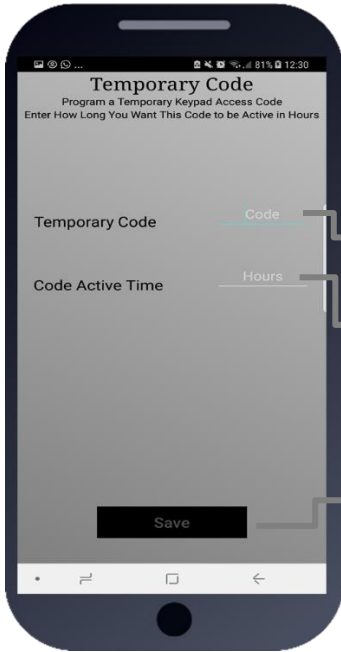 ... 81% 12:30
Temporary Code
Program a Temporary Keypad Access Code
Enter How Long You Want This Code to be Active in Hours
Temporary Code Code
Code Active Time Hours
Save